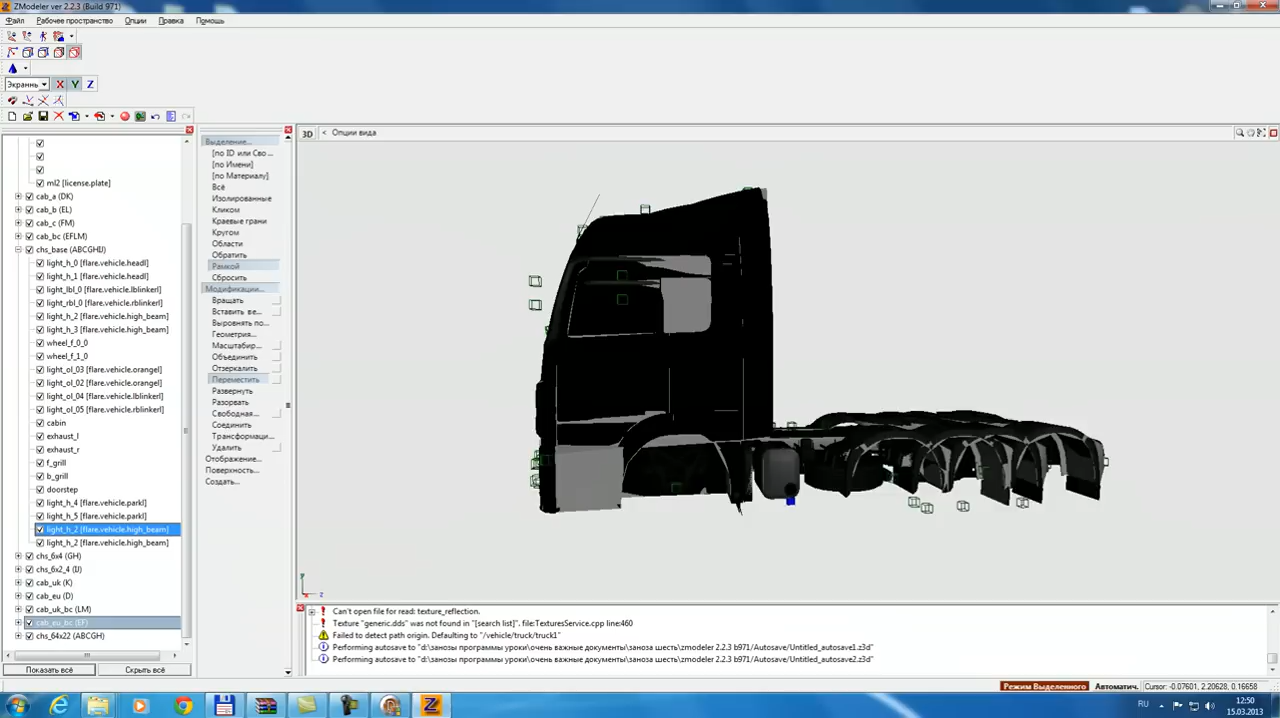 ZModeler ver 2.2.3 (Build 971)
Файл Рабочее пространство Опции Правка Помощь
Экраннь X Y Z
3D < Опции вида
ml2 [license.plate]
cab_a (DK)
cab_b (EL)
cab_c (FM)
cab_bc (EFLM)
chs_base (ABCGHIJ)
light_h_0 [flare.vehicle.headl]
light_h_1 [flare.vehicle.headl]
light_lbl_0 [flare.vehicle.lblinkerl]
light_rbl_0 [flare.vehicle.rblinkerl]
light_h_2 [flare.vehicle.high_beam]
light_h_3 [flare.vehicle.high_beam]
wheel_f_0_0
wheel_f_1_0
light_ol_03 [flare.vehicle.orangel]
light_ol_02 [flare.vehicle.orangel]
light_ol_04 [flare.vehicle.lblinkerl]
light_ol_05 [flare.vehicle.rblinkerl]
cabin
exhaust_l
exhaust_r
f_grill
b_grill
doorstep
light_h_4 [flare.vehicle.parkl]
light_h_5 [flare.vehicle.parkl]
light_h_2 [flare.vehicle.high_beam]
light_h_2 [flare.vehicle.high_beam]
chs_6x4 (GH)
chs_6x2_4 (IJ)
cab_uk (K)
cab_eu (D)
cab_uk_bc (LM)
cab_eu_bc (EF)
chs_64x22 (ABCGH)
Показать всё Скрыть всё
Выделение...
[по ID или Сво...
[по Имени]
[по Материалу]
Всё
Изолированные
Кликом
Краевые грани
Кругом
Области
Обратить
Рамкой
Сбросить
Модификации...
Вращать
Вставить ве...
Выровнять по...
Геометрия...
Масштабир...
Объединить
Отзеркалить
Переместить
Развернуть
Разорвать
Свободная...
Соединить
Трансформаци...
Удалить
Отображение...
Поверхность...
Создать...
Can't open file for read: texture_reflection.
Texture "generic.dds" was not found in "[search list]". file:TexturesService.cpp line:460
Failed to detect path origin. Defaulting to "/vehicle/truck/truck1"
Performing autosave to "d:\занозы программы уроки\очень важные документы\заноза шесть\zmodeler 2.2.3 b971/Autosave/Untitled_autosave1.z3d"
Performing autosave to "d:\занозы программы уроки\очень важные документы\заноза шесть\zmodeler 2.2.3 b971/Autosave/Untitled_autosave2.z3d"
Режим Выделенного Автоматич. Cursor: -0.07601, 2.20628, 0.16658
RU 12:50
15.03.2013